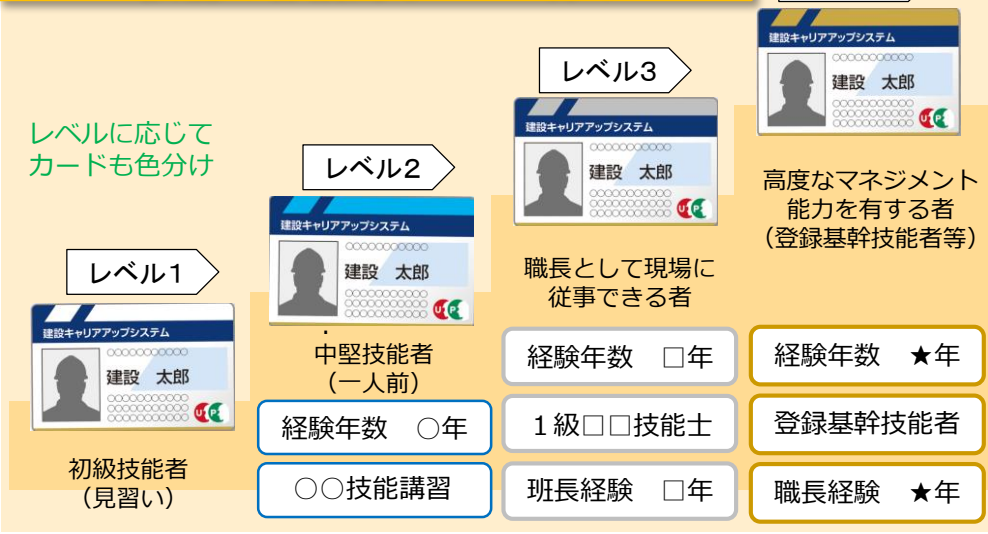 レベルに応じて
カードも色分け
レベル1
建設キャリアアップシステム
○○○○○○○○○○○
建設 太郎
○○○○○○○○○○○
○○○○○○○○○○○
UP
初級技能者
（見習い）
レベル2
建設キャリアアップシステム
○○○○○○○○○○○
建設 太郎
○○○○○○○○○○○
○○○○○○○○○○○
UP
中堅技能者
（一人前）
経験年数 ○年
○○技能講習
レベル3
建設キャリアアップシステム
○○○○○○○○○○○
建設 太郎
○○○○○○○○○○○
○○○○○○○○○○○
UP
職長として現場に
従事できる者
経験年数 □年
１級□□技能士
班長経験 □年
建設キャリアアップシステム
○○○○○○○○○○○
建設 太郎
○○○○○○○○○○○
○○○○○○○○○○○
UP
高度なマネジメント
能力を有する者
（登録基幹技能者等）
経験年数 ★年
登録基幹技能者
職長経験 ★年